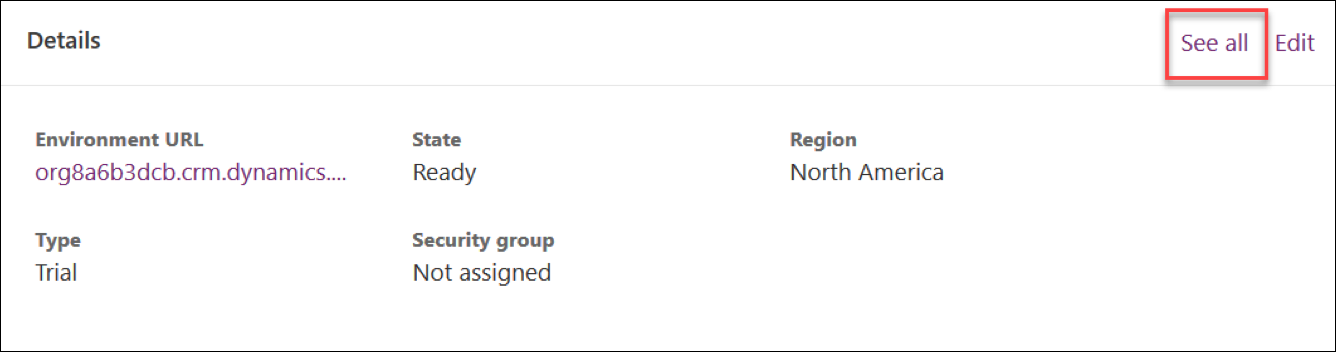 Details
See all Edit
Environment URL State Region
org8a6b3dcb.crm.dynamics.... Ready North America
Type Security group
Trial Not assigned